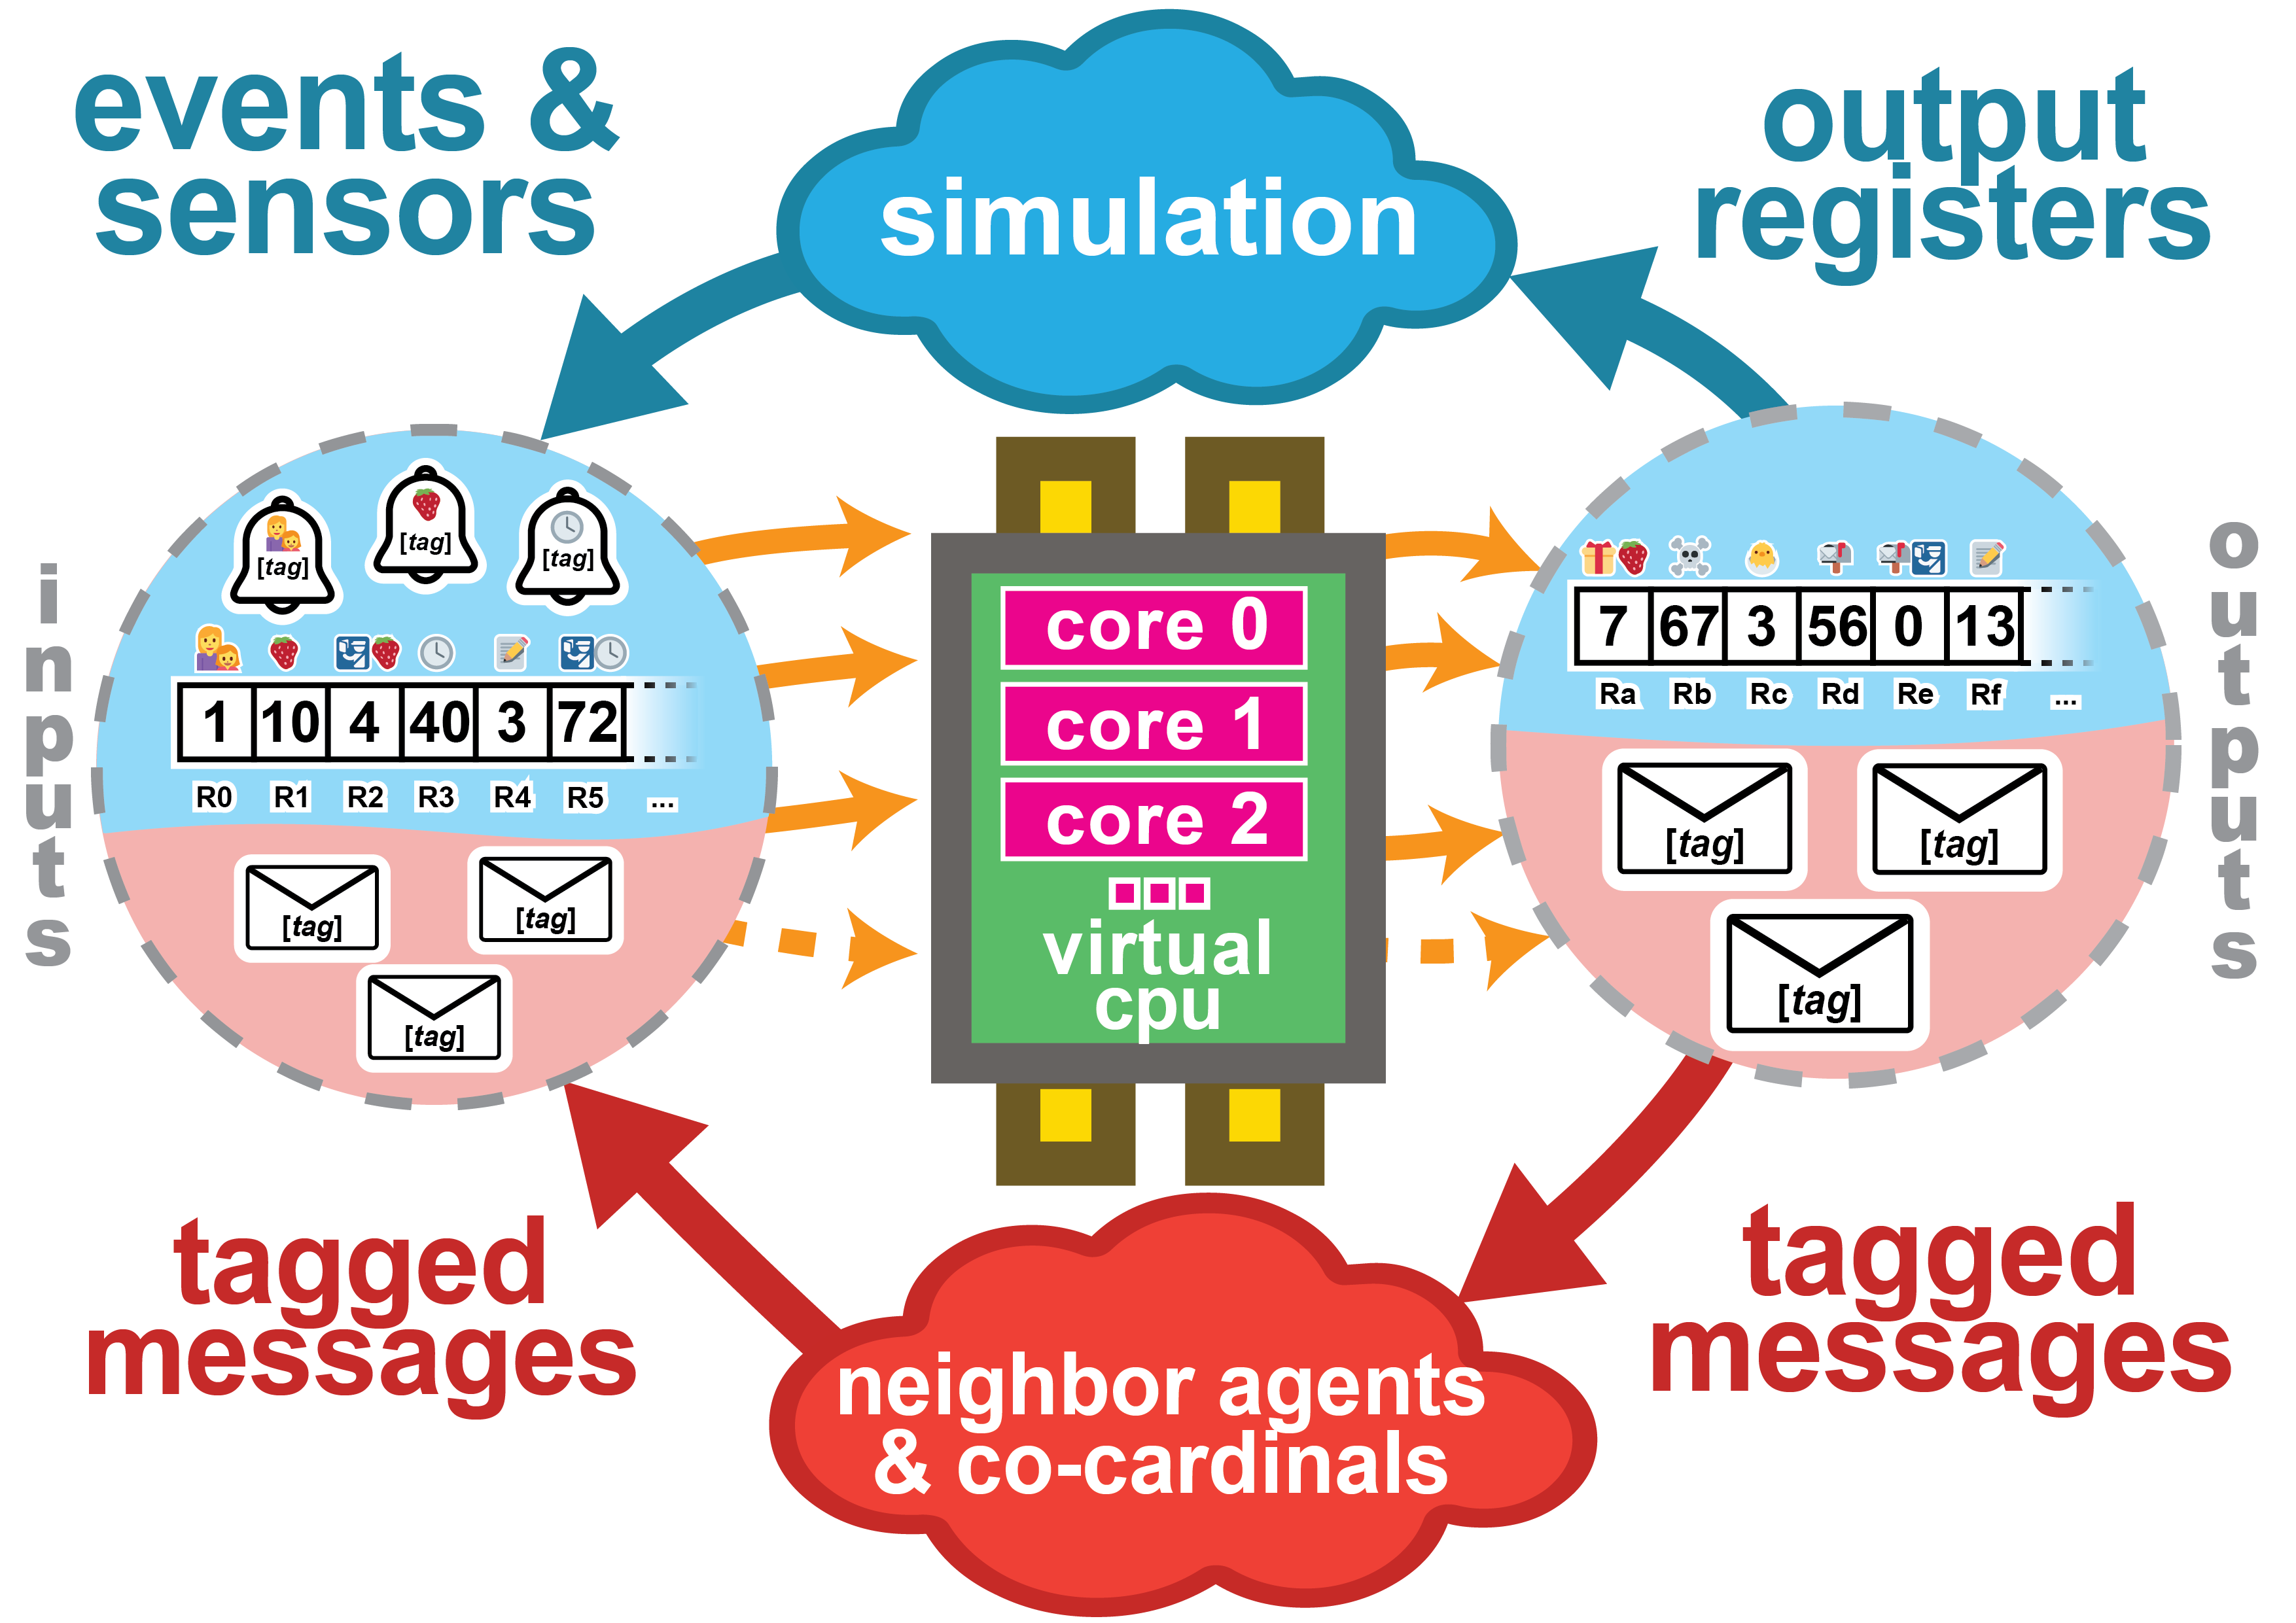 events &
sensors
simulation
output
registers
inputs
[tag]
[tag]
[tag]
1 10 4 40 3 72
R0 R1 R2 R3 R4 R5 ...
[tag]
[tag]
[tag]
core 0
core 1
core 2
virtual
cpu
7 67 3 56 0 13
Ra Rb Rc Rd Re Rf ...
[tag]
[tag]
[tag]
outputs
tagged
messages
neighbor agents
& co-cardinals
tagged
messages